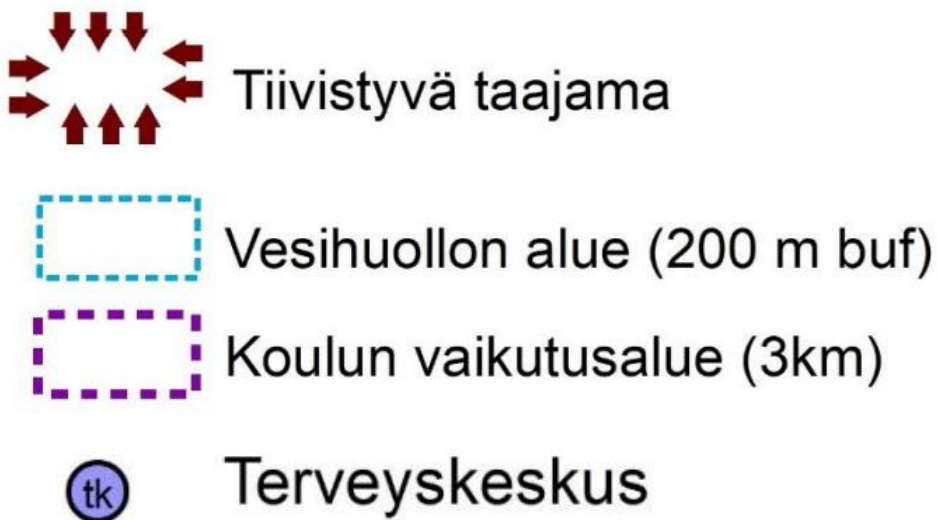 Tiivistyvä taajama
Vesihuollon alue (200 m buf)
Koulun vaikutusalue (3km)
tk Terveyskeskus